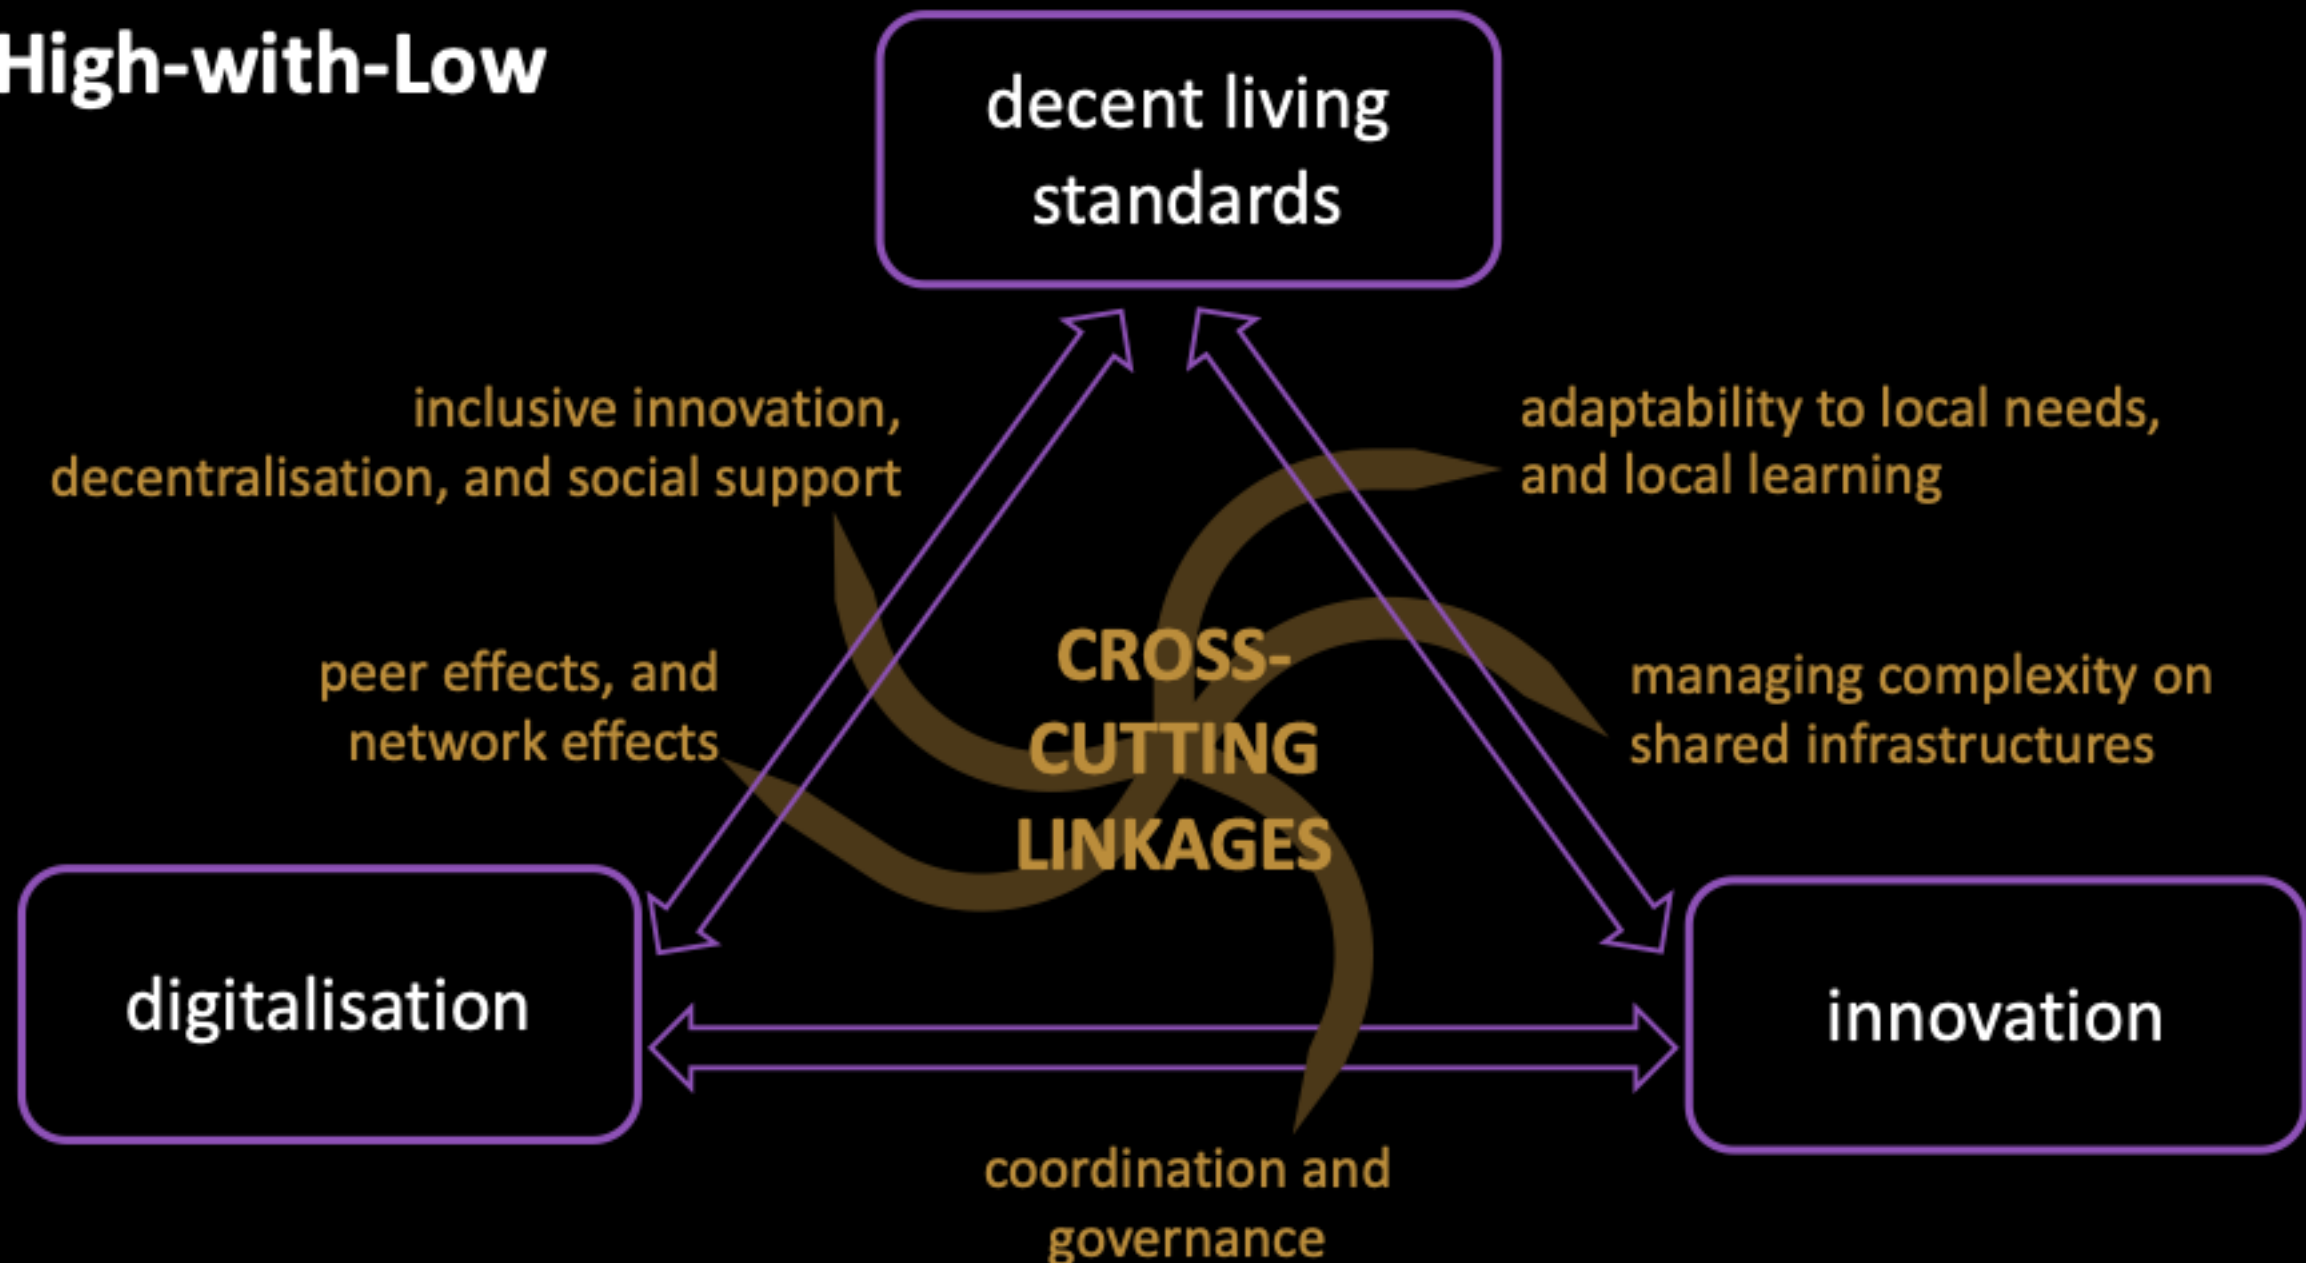 High-with-Low
decent living
standards
inclusive innovation,
decentralisation, and social support
adaptability to local needs,
and local learning
peer effects, and
network effects
CROSS-
CUTTING
LINKAGES
managing complexity on
shared infrastructures
digitalisation
innovation
coordination and
governance